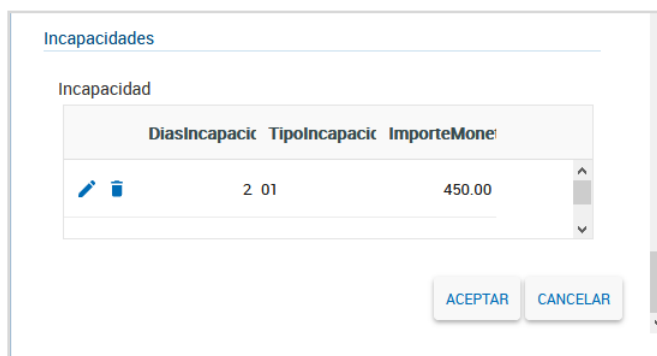 Incapacidades
Incapacidad
DiasIncapacic TipoIncapacic ImporteMonet
2 01 450.00
ACEPTAR CANCELAR